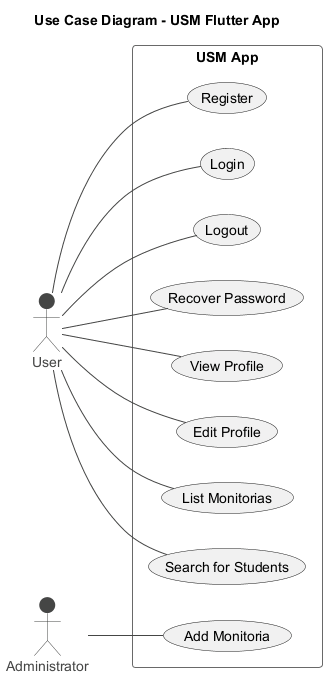 Use Case Diagram - USM Flutter App
USM App
Register
Login
Logout
Recover Password
User
View Profile
Edit Profile
List Monitorias
Search for Students
Add Monitoria
Administrator